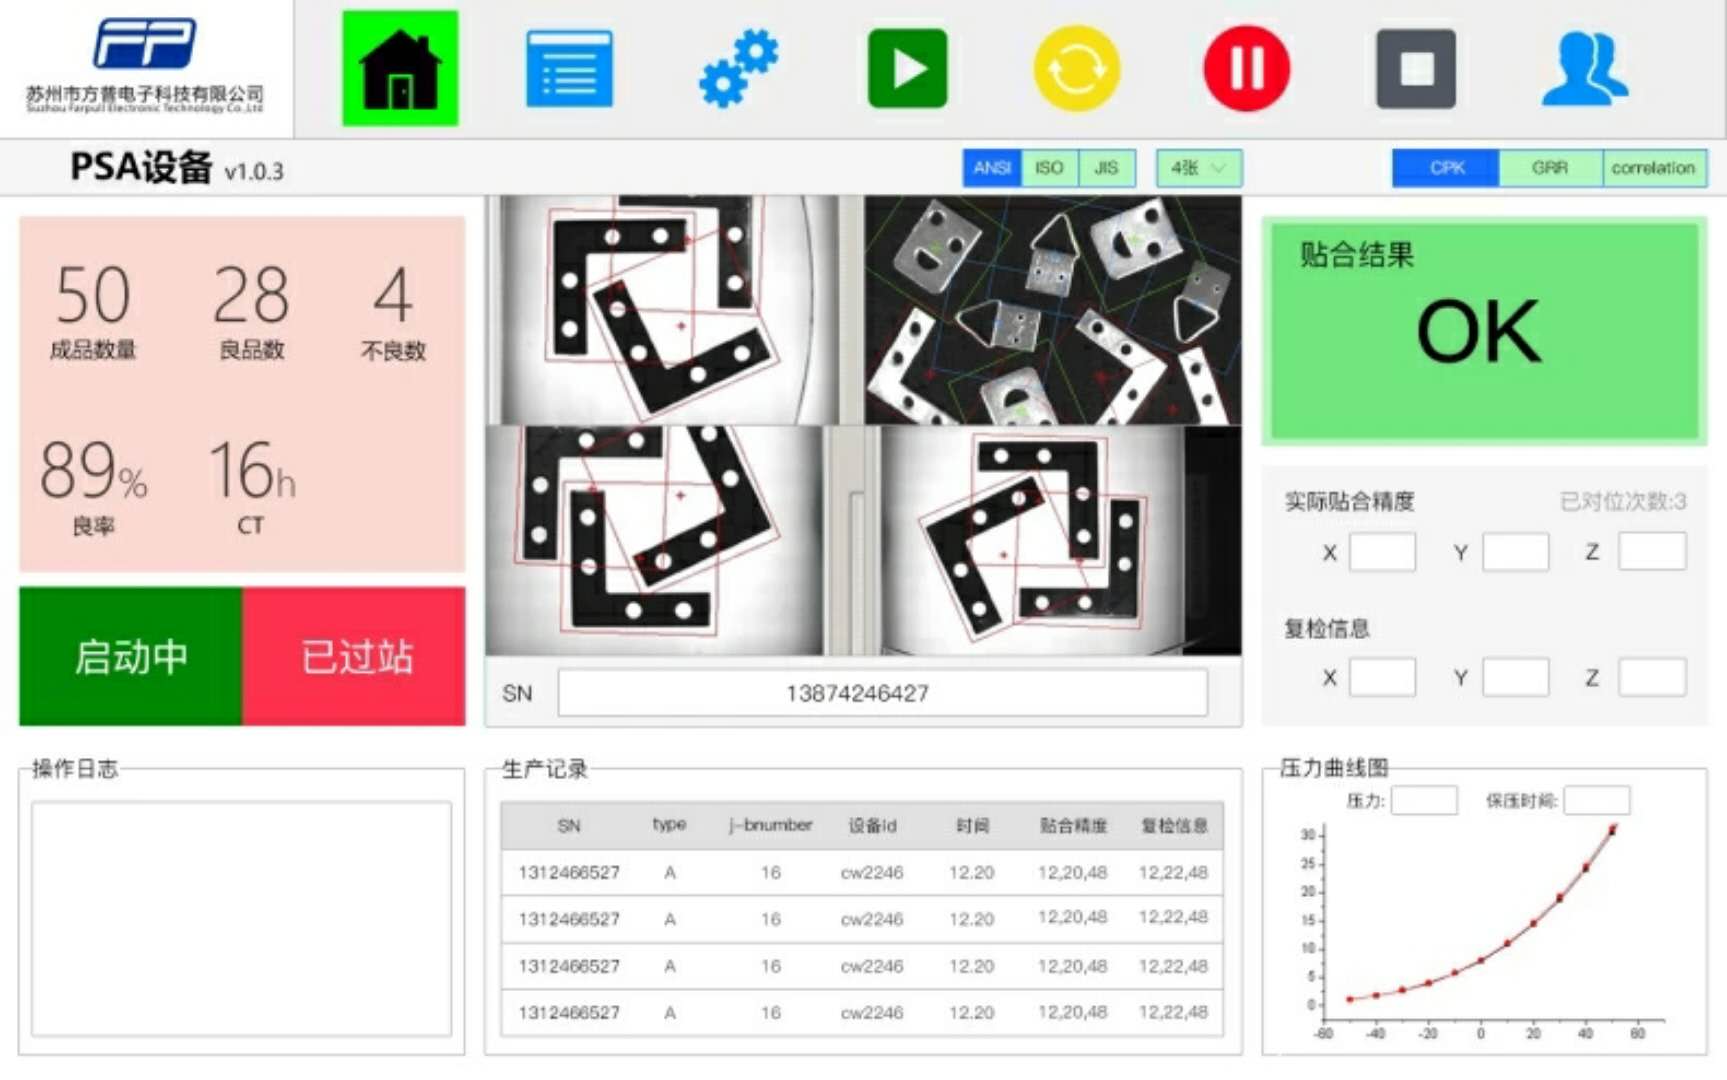 FP
苏州市方普电子科技有限公司
Suzhou Farpull Electronic Technology Co.,Ltd
PSA设备 v1.0.3
ANSI ISO JIS
4张
CPK GRR correlation
50 28 4
成品数量 良品数 不良数
89% 16h
良率 CT
启动中 已过站
SN 13874246427
贴合结果
OK
实际贴合精度 已对位次数:3
X Y Z
复检信息
X Y Z
操作日志
生产记录
SN type j-bnumber 设备id 时间 贴合精度 复检信息
1312466527 A 16 cw2246 12.20 12,20,48 12,22,48
1312466527 A 16 cw2246 12.20 12,20,48 12,22,48
1312466527 A 16 cw2246 12.20 12,20,48 12,22,48
1312466527 A 16 cw2246 12.20 12,20,48 12,22,48
压力曲线图
压力: 保压时间:
30
25
20
15
10
5
0
-60 -40 -20 0 20 40 60